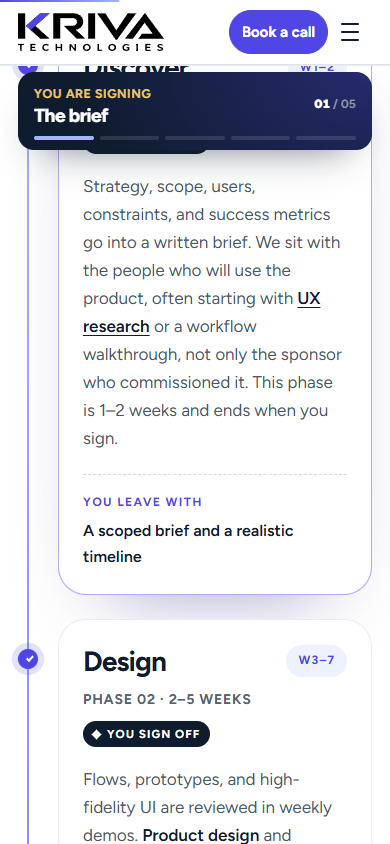 KRIVA
TECHNOLOGIES
Book a call
Discover
W1–2
YOU ARE SIGNING
The brief
01 / 05
Strategy, scope, users,
constraints, and success metrics
go into a written brief. We sit with
the people who will use the
product, often starting with UX
research or a workflow
walkthrough, not only the sponsor
who commissioned it. This phase
is 1–2 weeks and ends when you
sign.
YOU LEAVE WITH
A scoped brief and a realistic
timeline
Design
W3–7
PHASE 02 · 2–5 WEEKS
◆ YOU SIGN OFF
Flows, prototypes, and high-
fidelity UI are reviewed in weekly
demos. Product design and